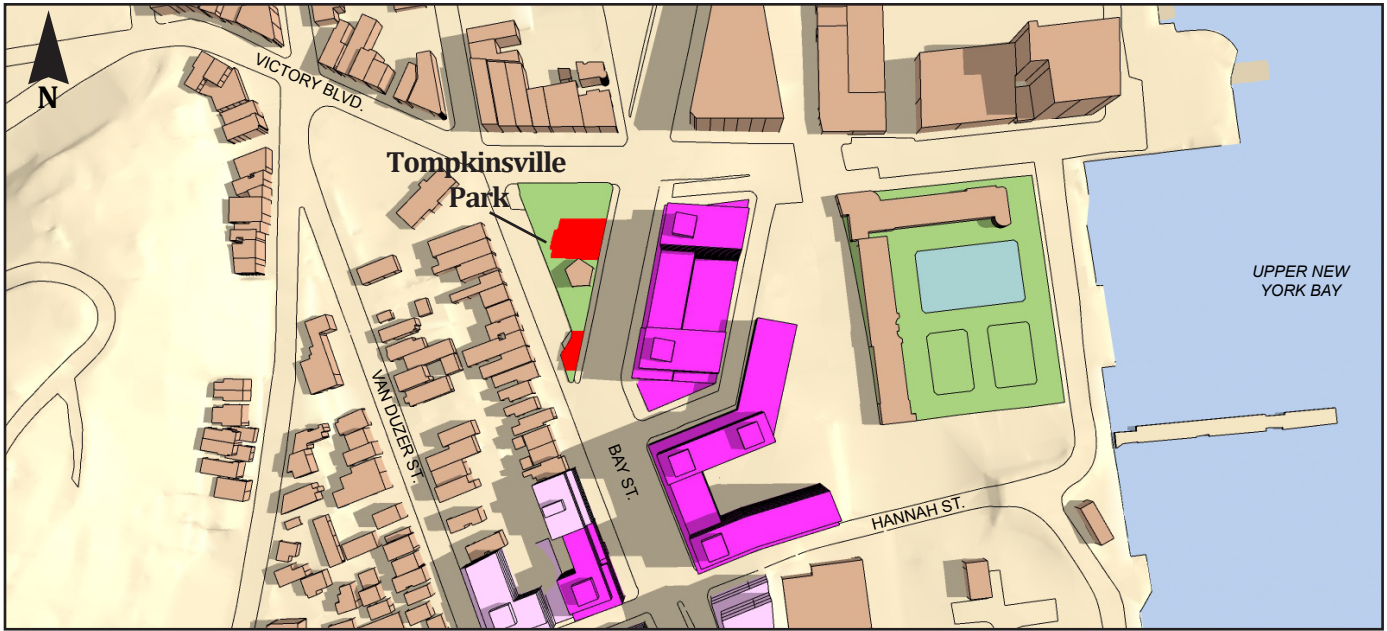 VICTORY BLVD.
N
Tompkinsville
Park
UPPER NEW
YORK BAY
VAN DUZER ST.
BAY ST.
HANNAH ST.